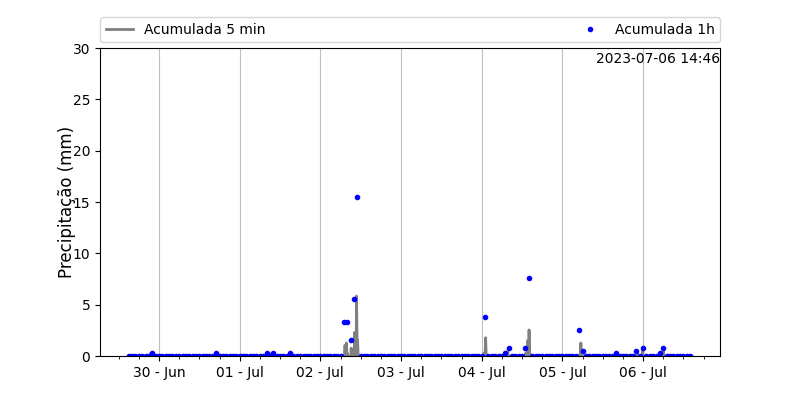 Acumulada 5 min
Acumulada 1h
2023-07-06 14:46
Precipitação (mm)
30
25
20
15
10
5
0
30 - Jun
01 - Jul
02 - Jul
03 - Jul
04 - Jul
05 - Jul
06 - Jul